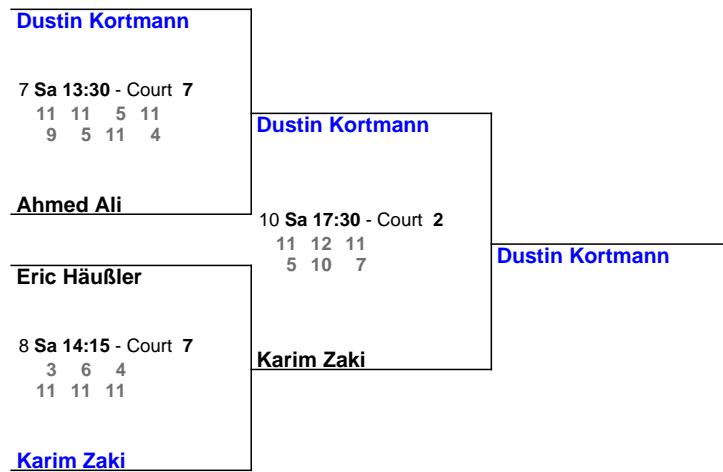 Dustin Kortmann
7 Sa 13:30 - Court 7
11 11 5 11
9 5 11 4
Ahmed Ali
Eric Häußler
8 Sa 14:15 - Court 7
3 6 4
11 11 11
Karim Zaki
Dustin Kortmann
10 Sa 17:30 - Court 2
11 12 11
5 10 7
Karim Zaki
Dustin Kortmann